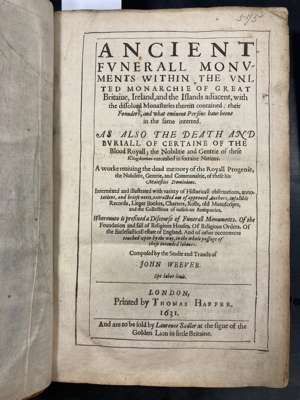 ANCIENT
FVNERALL MONV-
MENTS WITHIN THE VNI-
TED MONARCHIE OF GREAT
Britaine, Ireland, and the Islands adiacent, with
the dissolued Monasteries therein contained: their
Founders, and what eminent Persons haue beene
in the same interred.
AS ALSO THE DEATH AND
BVRIALL OF CERTAINE OF THE
Blood Royall; the Nobilitie and Gentrie of these
Kingdomes entombed in forraine Nations.
A worke reuiuing the dead memory of the Royall Progenie,
the Nobilitie, Gentrie, and Communaltie, of these his
Maiesties Dominions.
Intermixed and illustrated with variety of Historicall obseruations, anno-
tations, and briefe notes, extracted out of approued Authors, infallible
Records, Lieger Bookes, Charters, Rolls, old Manuscripts,
and the Collections of iudicious Antiquaries.
Whereunto is prefixed a Discourse of Funerall Monuments. Of the
Foundation and fall of Religious Houses. Of Religious Orders. Of
the Ecclesiasticall estate of England. And of other occurrences
touched vpon by the way, in the whole passage of
these intended labours.
Composed by the Studie and Trauels of
JOHN WEEVER.
Spe labor leuis.
LONDON,
Printed by THOMAS HARPER.
1631.
And are to be sold by Laurence Sadler at the signe of the
Golden Lion in little Britaine.